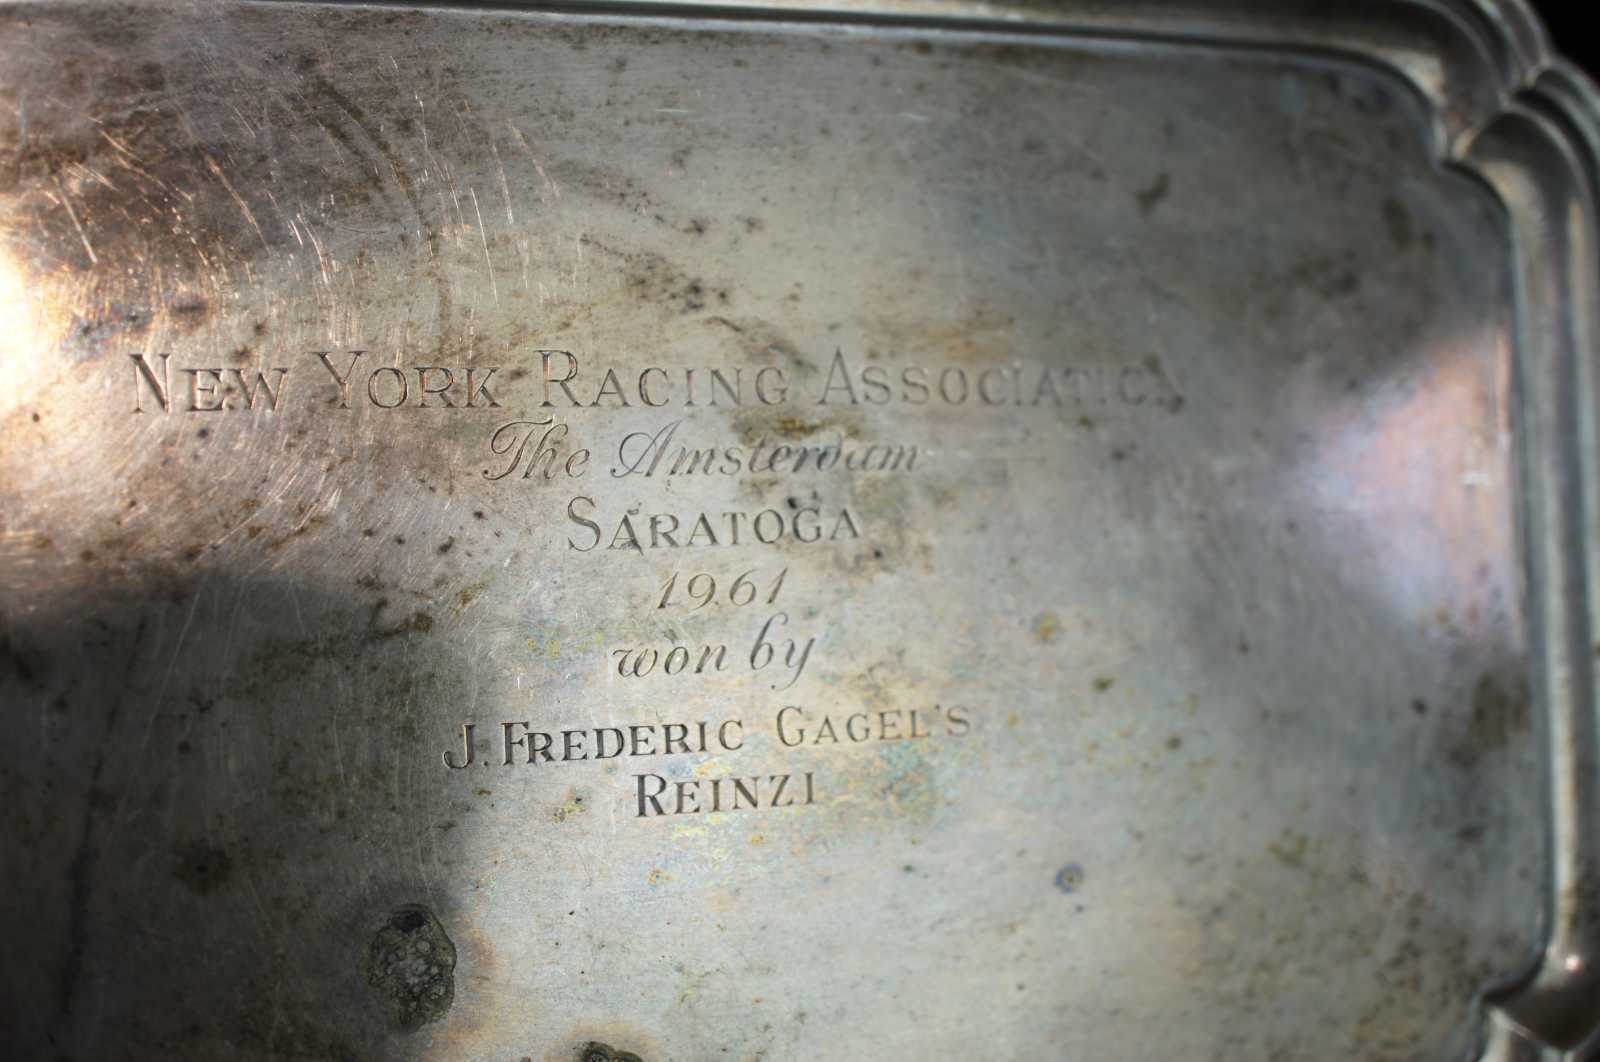 NEW YORK RACING ASSOCIATION
The Amsterdam
SARATOGA
1961
won by
J. FREDERIC GAGEL'S
REINZI